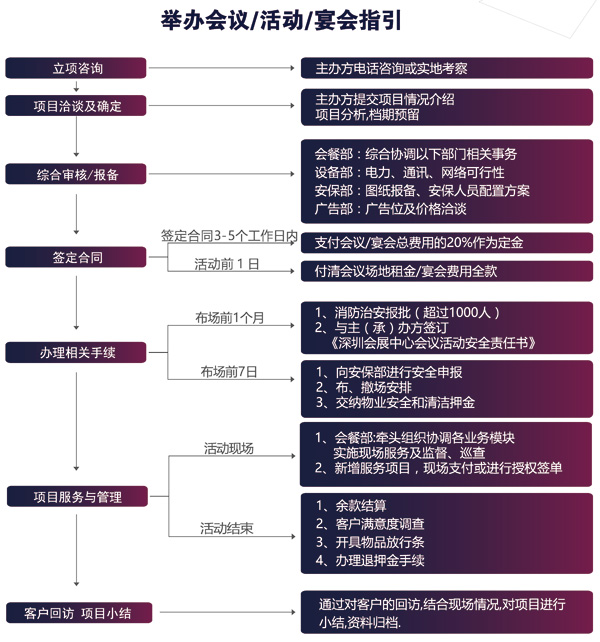 举办会议/活动/宴会指引
立项咨询
主办方电话咨询或实地考察
项目洽谈及确定
主办方提交项目情况介绍
项目分析,档期预留
综合审核/报备
会餐部：综合协调以下部门相关事务
设备部：电力、通讯、网络可行性
安保部：图纸报备、安保人员配置方案
广告部：广告位及价格洽谈
签定合同
签定合同3-5个工作日内
支付会议/宴会总费用的20%作为定金
活动前 1 日
付清会议场地租金/宴会费用全款
办理相关手续
布场前1个月
1、消防治安报批（超过1000人）
2、与主（承）办方签订
《深圳会展中心会议活动安全责任书》
布场前7日
1、向安保部进行安全申报
2、布、撤场安排
3、交纳物业安全和清洁押金
项目服务与管理
活动现场
1、会餐部:牵头组织协调各业务模块
实施现场服务及监督、巡查
2、新增服务项目，现场支付或进行授权签单
活动结束
1、余款结算
2、客户满意度调查
3、开具物品放行条
4、办理退押金手续
客户回访 项目小结
通过对客户的回访,结合现场情况,对项目进行
小结,资料归档.